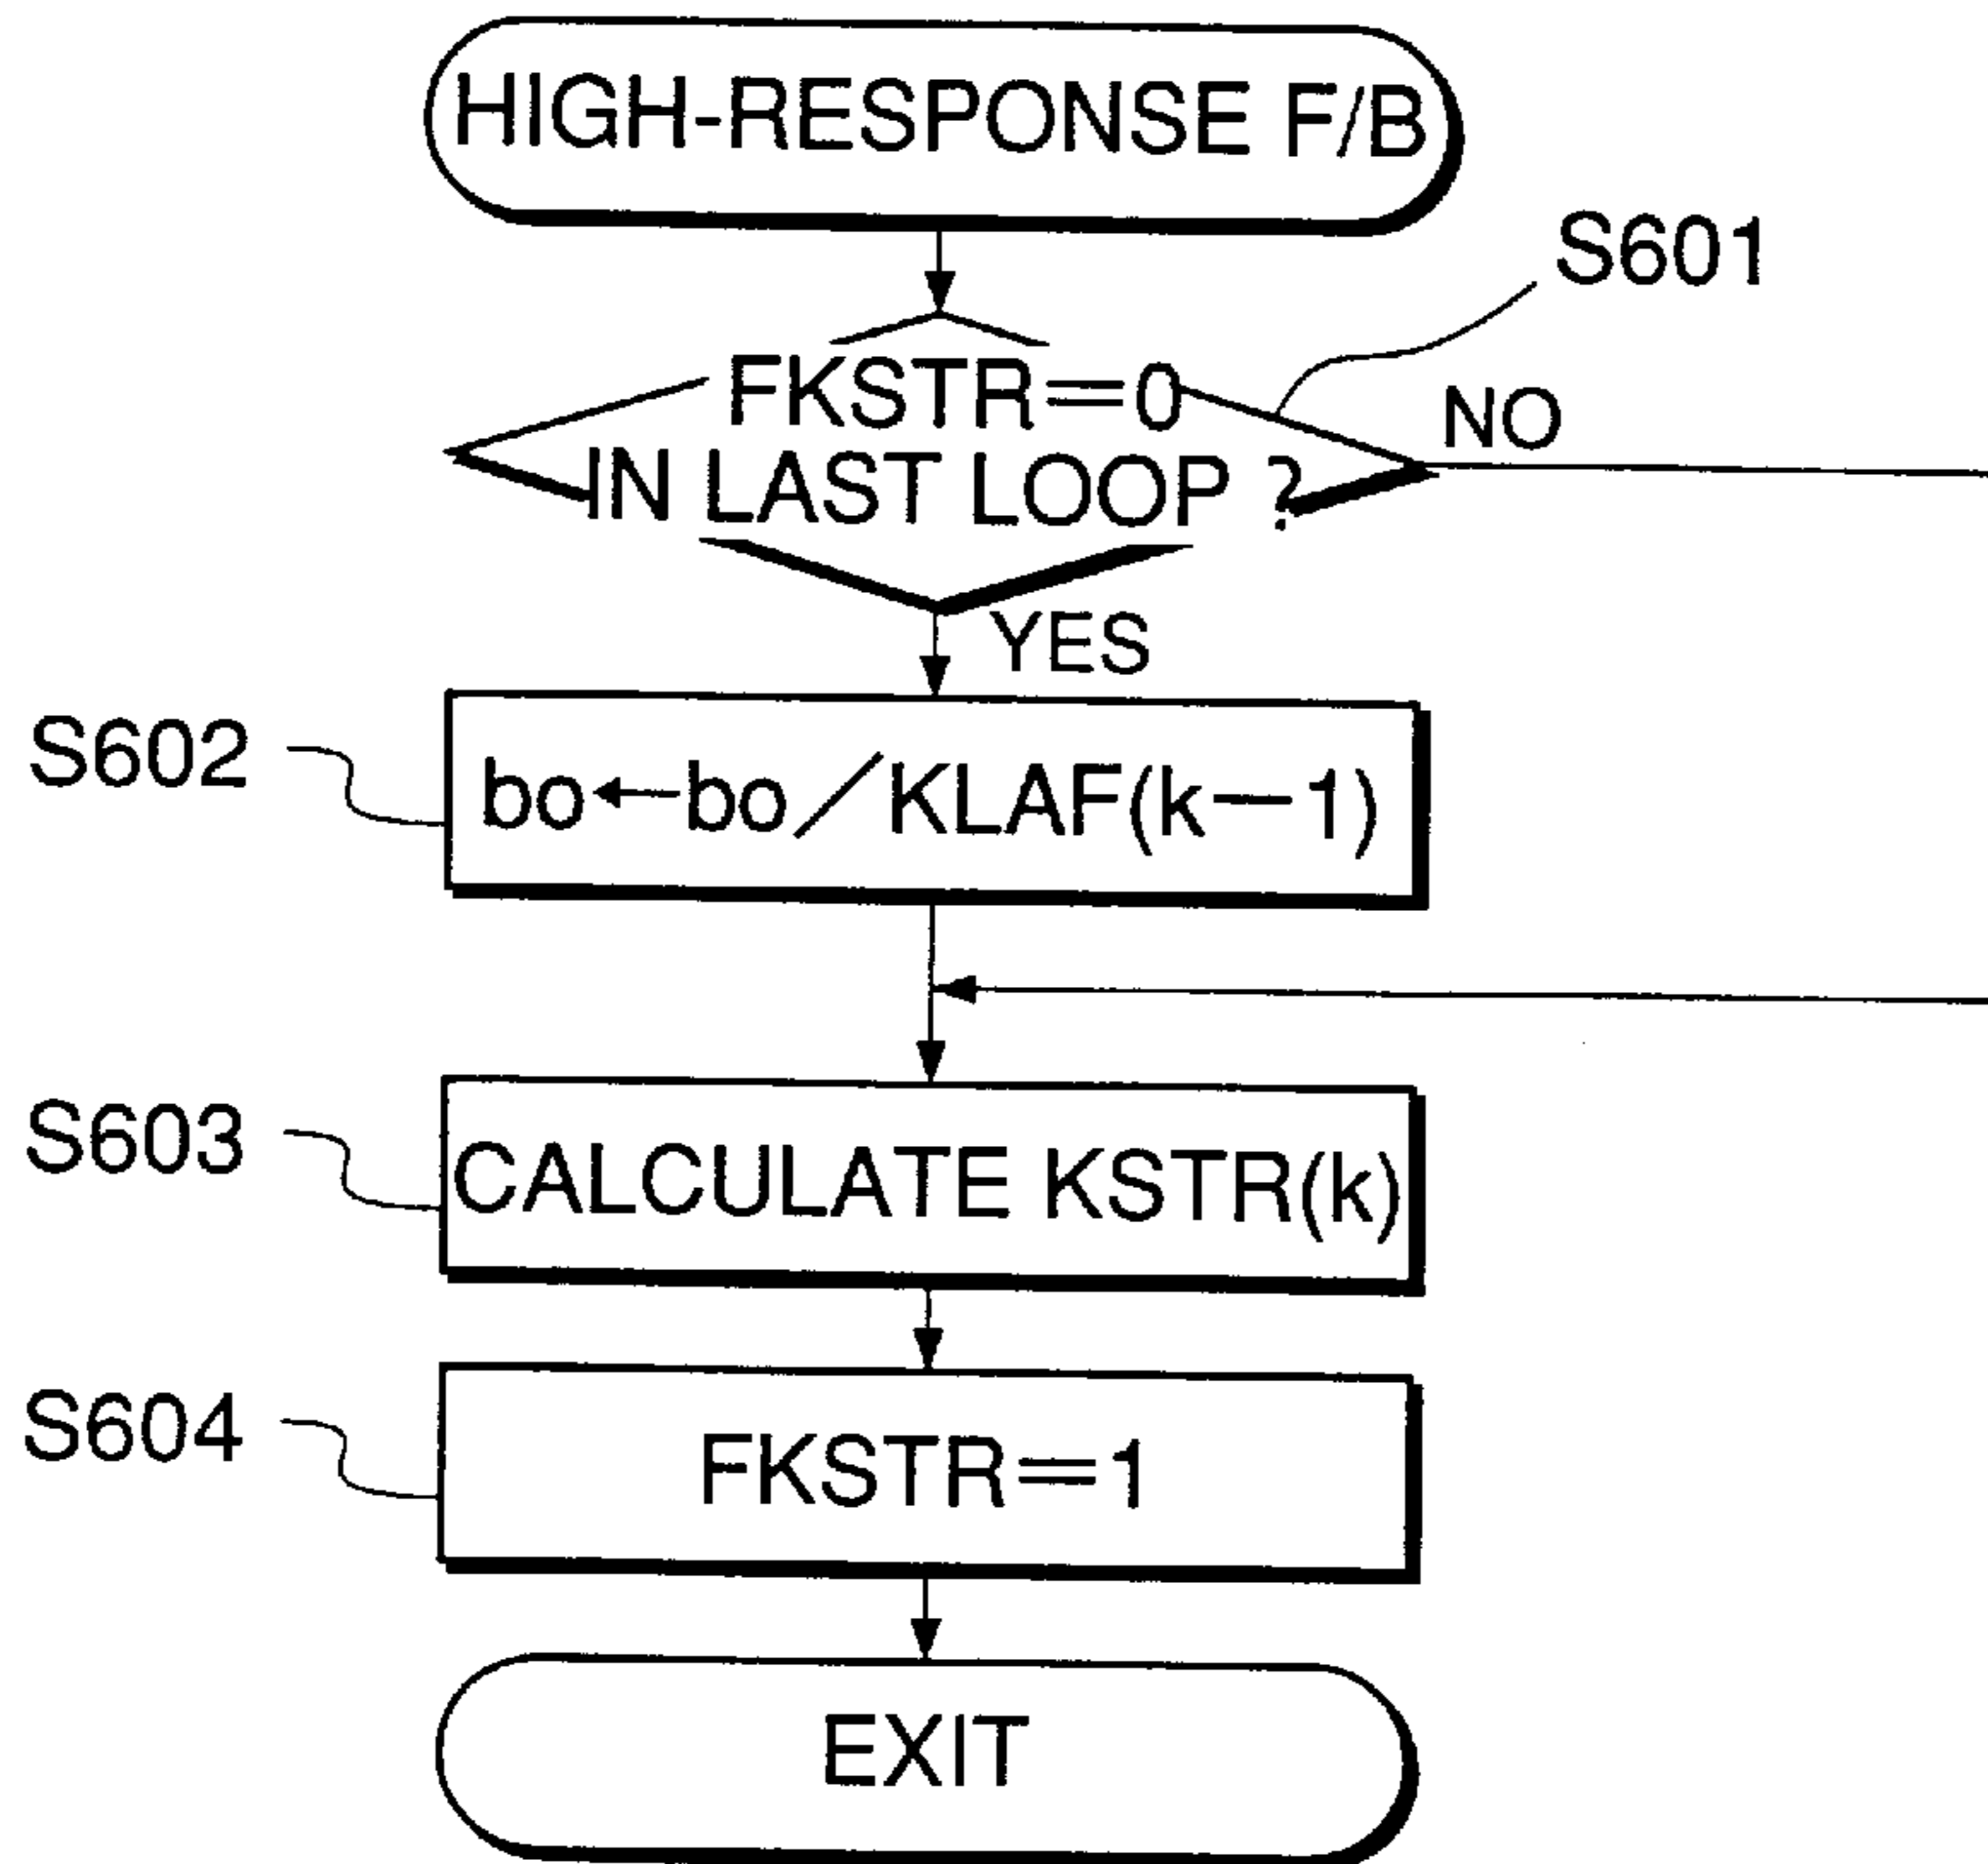 HIGH-RESPONSE F/B
S601
FKSTR=0
IN LAST LOOP ?
NO
YES
S602
bo←bo/KLAF(k−1)
S603
CALCULATE KSTR(k)
S604
FKSTR=1
EXIT